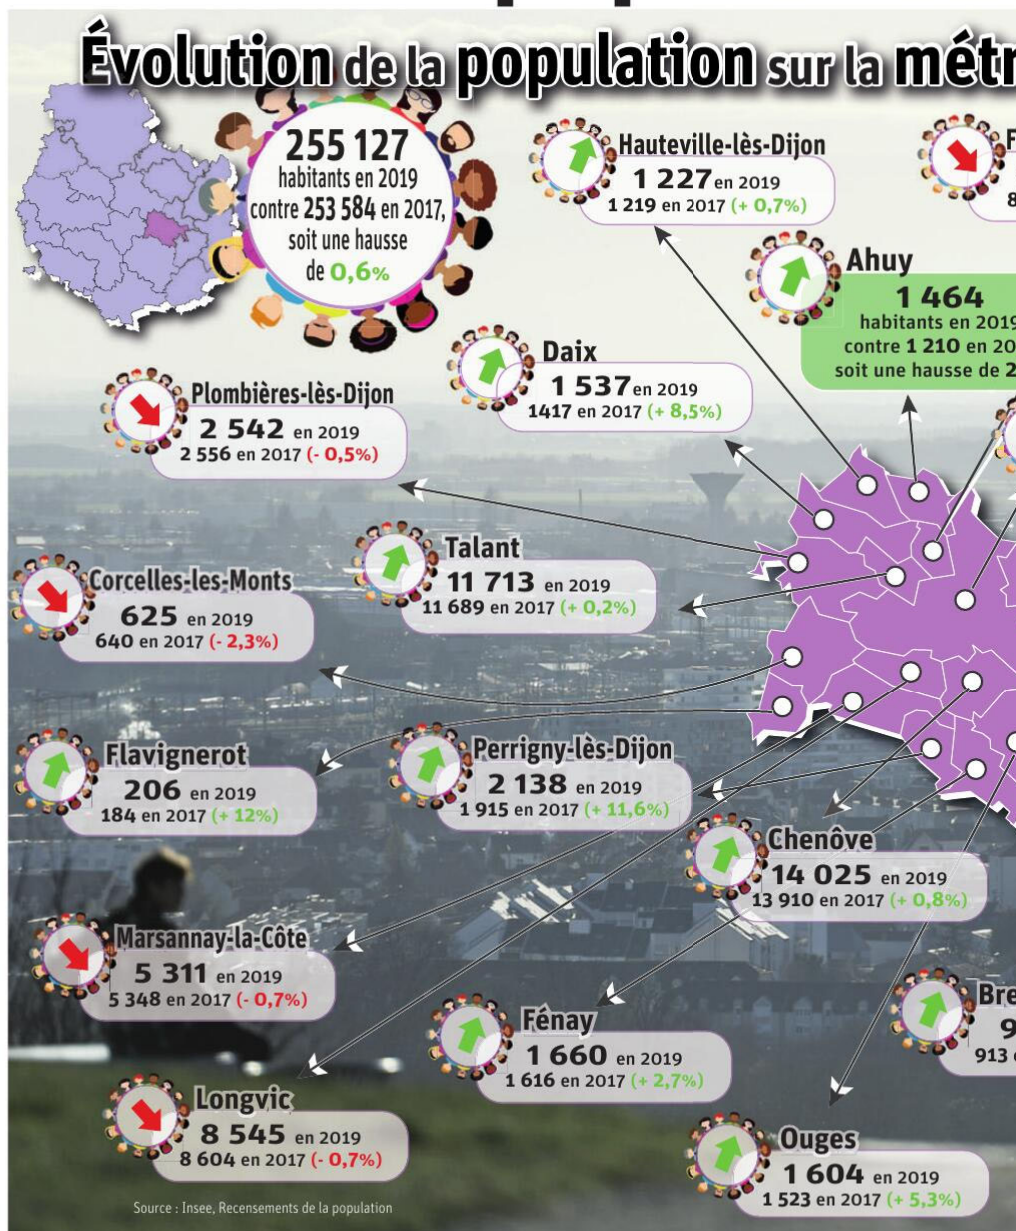 Évolution de la population sur la
255 127
habitants en 2019
contre 253 584 en 2017,
soit une hausse
de 0,6%
Hauteville-lès-Dijon
1 227 en 2019
1 219 en 2017 (+ 0,7%)
Ahuy
1 464
habitants en 2019
contre 1 210 en
soit une hausse de
Daix
1 537 en 2019
1417 en 2017 (+ 8,5%)
Plombières-lès-Dijon
2 542 en 2019
2 556 en 2017 (- 0,5%)
Talant
11 713 en 2019
11 689 en 2017 (+ 0,2%)
Corcelles-les-Monts
625 en 2019
640 en 2017 (- 2,3%)
Flavignerot
206 en 2019
184 en 2017 (+ 12%)
Perrigny-lès-Dijon
2 138 en 2019
1 915 en 2017 (+ 11,6%)
Chenôve
14 025 en 2019
13 910 en 2017 (+ 0,8%)
Marsannay-la-Côte
5 311 en 2019
5 348 en 2017 (- 0,7%)
Fénay
1 660 en 2019
1 616 en 2017 (+ 2,7%)
913
Longvic
8 545 en 2019
8 604 en 2017 (- 0,7%)
Ouges
1 604 en 2019
1 523 en 2017 (+ 5,3%)
Source : Insee, Recensements de la population